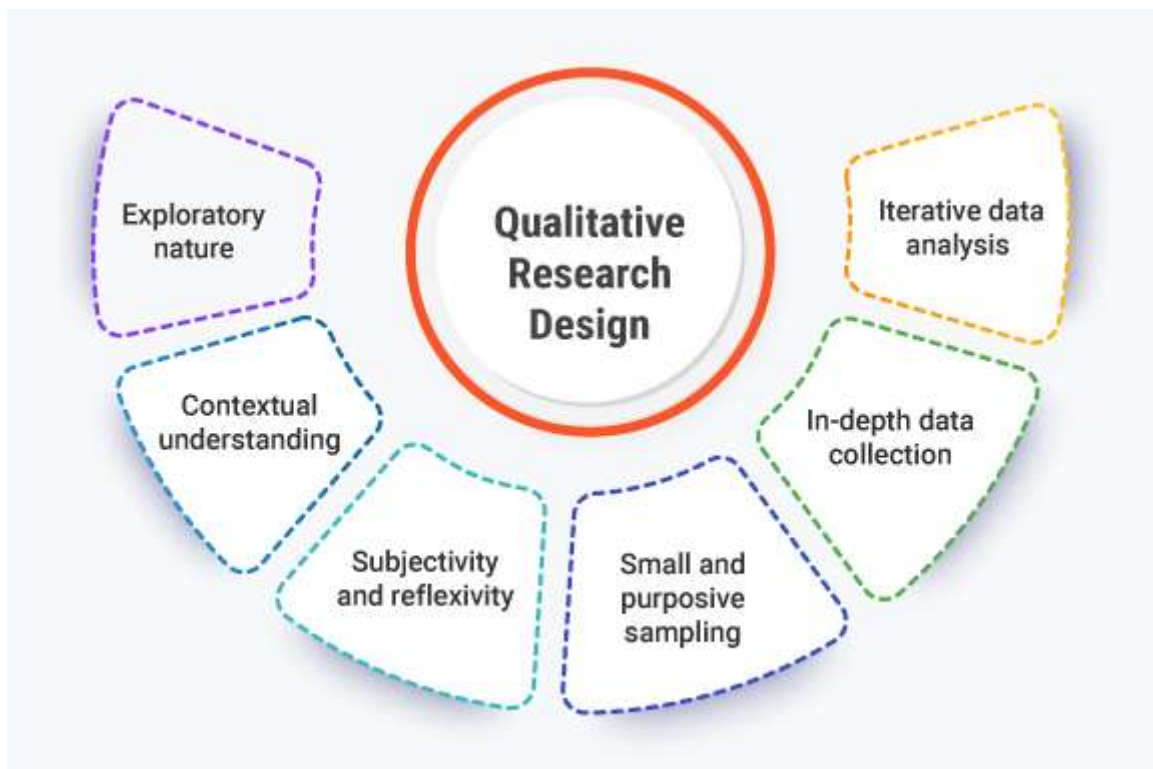 Qualitative
Research
Design
Exploratory
nature
Contextual
understanding
Subjectivity
and reflexivity
Small and
purposive
sampling
In-depth data
collection
Iterative data
analysis